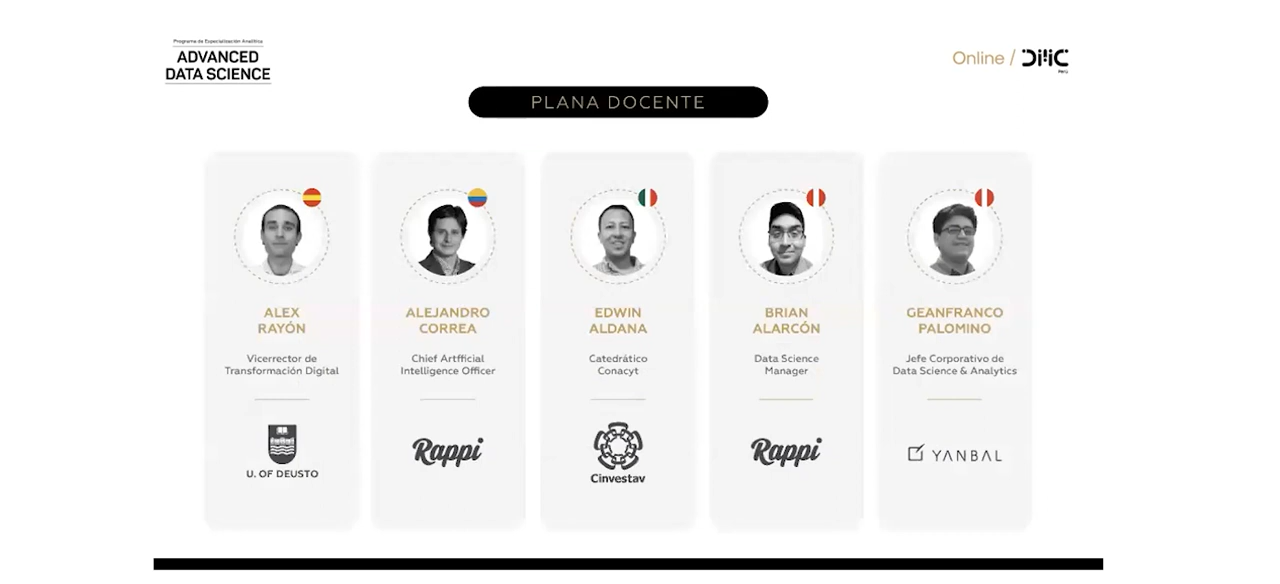 Programa de Especialización Analítica
ADVANCED
DATA SCIENCE
Online / DMC
Perú
PLANA DOCENTE
ALEX
RAYÓN
Vicerrector de
Transformación Digital
U. OF DEUSTO
ALEJANDRO
CORREA
Chief Artfficial
Intelligence Officer
Rappi
EDWIN
ALDANA
Catedrático
Conacyt
Cinvestav
BRIAN
ALARCÓN
Data Science
Manager
Rappi
GEANFRANCO
PALOMINO
Jefe Corporativo de
Data Science & Analytics
YANBAL